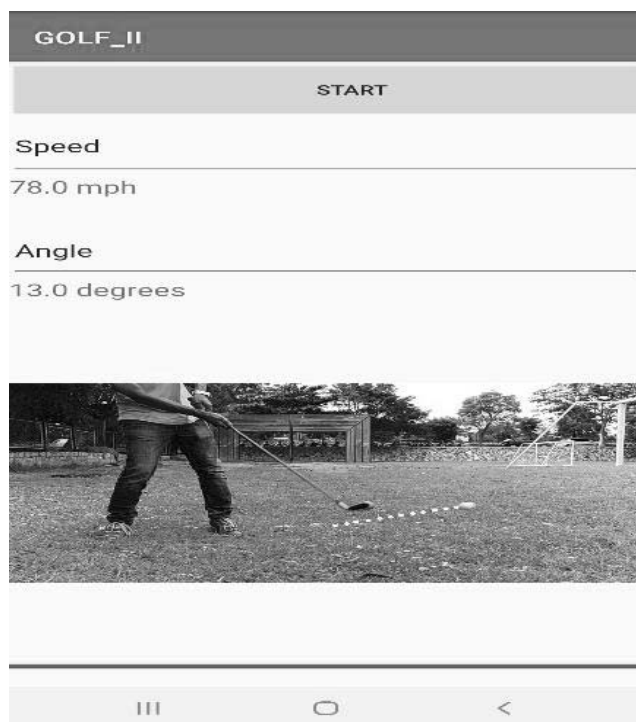 GOLF_II
START
Speed
78.0 mph
Angle
13.0 degrees